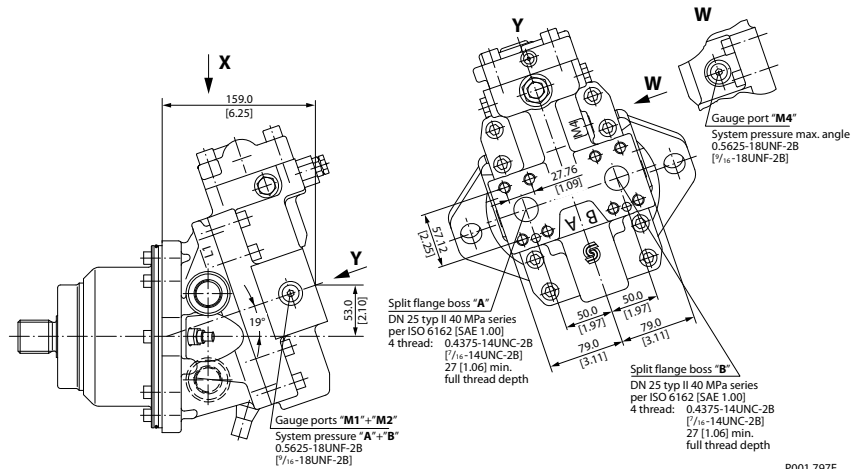 X
159.0
[6.25]
Y
53.0
[2.10]
19°
Gauge ports "M1"+"M2"
System pressure "A"+"B"
0.5625-18UNF-2B
[9/16-18UNF-2B]
Y
W
M4
27.76
[1.09]
B A
57.12
[2.25]
50.0
[1.97]
50.0
[1.97]
79.0
[3.11]
79.0
[3.11]
Split flange boss "A"
DN 25 typ II 40 MPa series
per ISO 6162 [SAE 1.00]
4 thread: 0.4375-14UNC-2B
[7/16-14UNC-2B]
27 [1.06] min.
full thread depth
W
Gauge port "M4"
System pressure max. angle
0.5625-18UNF-2B
[9/16-18UNF-2B]
Split flange boss "B"
DN 25 typ II 40 MPa series
per ISO 6162 [SAE 1.00]
4 thread: 0.4375-14UNC-2B
[7/16-14UNC-2B]
27 [1.06] min.
full thread depth
P001 797E